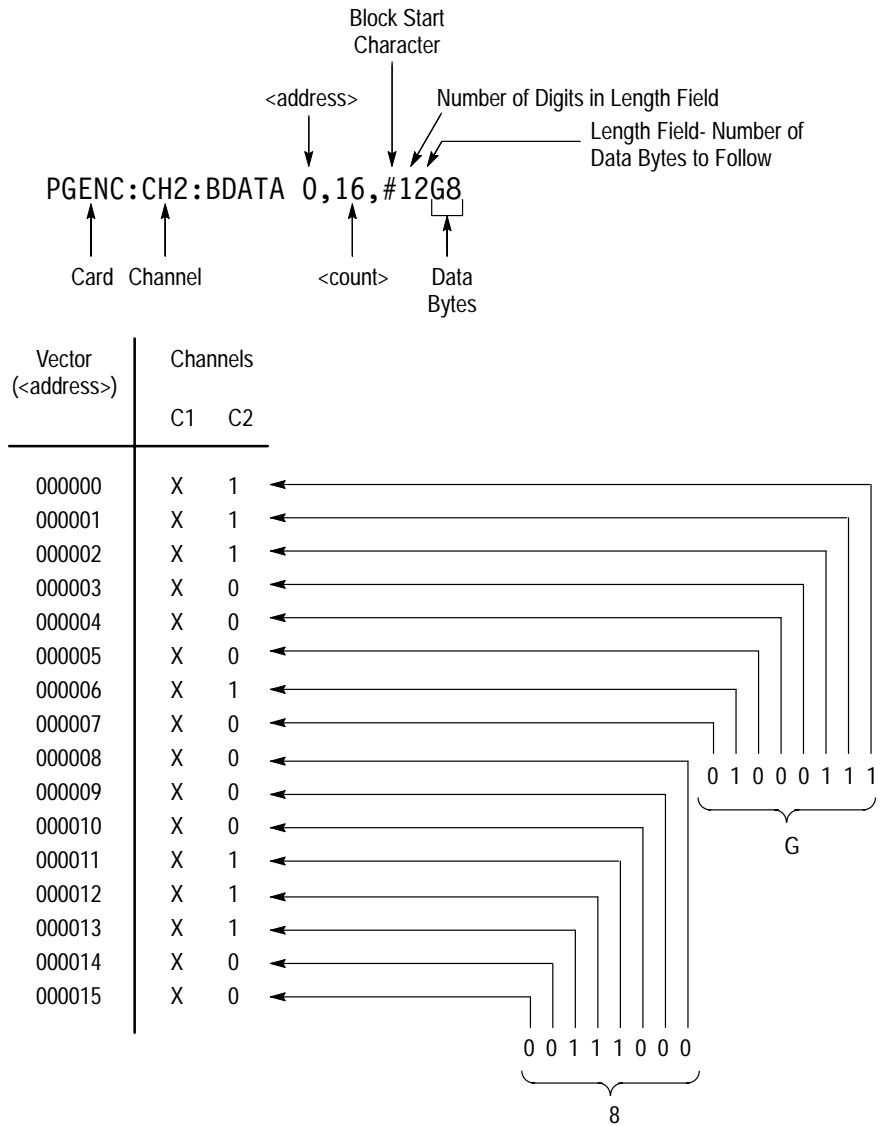 Block Start
Character
<address>
Number of Digits in Length Field
Length Field- Number of
Data Bytes to Follow
PGENC:CH2:BDATA 0,16,#12G8
Card Channel <count> Data
Bytes
Vector Channels
(<address>)
C1 C2
000000 X 1
000001 X 1
000002 X 1
000003 X 0
000004 X 0
000005 X 0
000006 X 1
000007 X 0
000008 X 0
0 1 0 0 0 1 1 1
000009 X 0
000010 X 0
G
000011 X 1
000012 X 1
000013 X 1
000014 X 0
000015 X 0
0 0 1 1 1 0 0 0
8